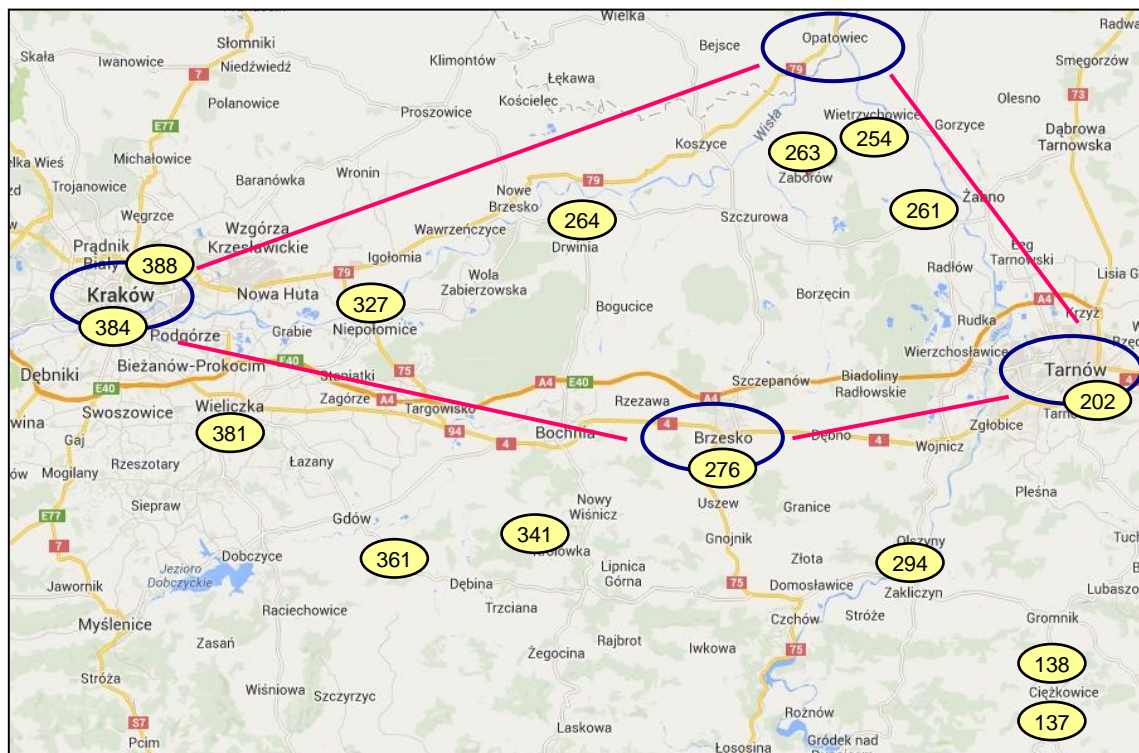 Wielka
Opatowiec
Radwa
Słomniki
Bejsce
Skała
Iwanowice
Niedźwiedź
Klimontów
79
Smęgorzów
7
Łękawa
Olesno
73
Polanowice
Kościelec
Proszowice
Wietrzychowice
Gorzyce
Dąbrowa
Tarnowska
E77
Wisła
254
Michałowice
Koszyce
263
Wronin
Zaborów
Trojanowice
Baranówka
79
Żabno
Nowe
Brzesko
261
Węgrzce
Wzgórza
Krzesławickie
264
Szczurowa
Wawrzeńczyce
Prądnik
Biały
Drwinia
Igołomia
Łęg
Tarnowski
388
Radłów
Lisia G
79
Wola
Zabierzowska
Kraków
Nowa Huta
Borzęcin
A4
327
Bogucice
Krzyż
384
Niepołomice
Rudka
Podgórze
Grabie
Wierzchosławice
Bieżanów-Prokocim
E40
Tarnów
Dębniki
Staniątki
75
Szczepanów
Biadoliny
Radłowskie
4
E40
A4
E40
Zagórze
A4
Targowisko
Rzezawa
A4
202
Swoszowice
Wieliczka
Zgłobice
94
4
Bochnia
4
Brzesko
Dębno
4
Wojnicz
381
Gaj
Mogilany
Rzeszotary
Łazany
276
Pleśna
Nowy
Wiśnicz
Uszew
Granice
Siepraw
E77
Gdów
341
Gnojnik
Olszyny
7
Dobczyce
361
Królówka
Złota
294
Jezioro
Dobczyckie
Lipnica
Górna
75
Domosławice
Jawornik
Dębina
Zakliczyn
Raciechowice
Trzciana
Stróże
Gromnik
Myślenice
Czchów
Zasań
Rajbrot
Iwkowa
75
138
Stróża
Żegocina
Ciężkowice
Wiśniowa
Szczyrzyc
S7
Rożnów
137
Laskowa
Pcim
Łososina
Gródek nad